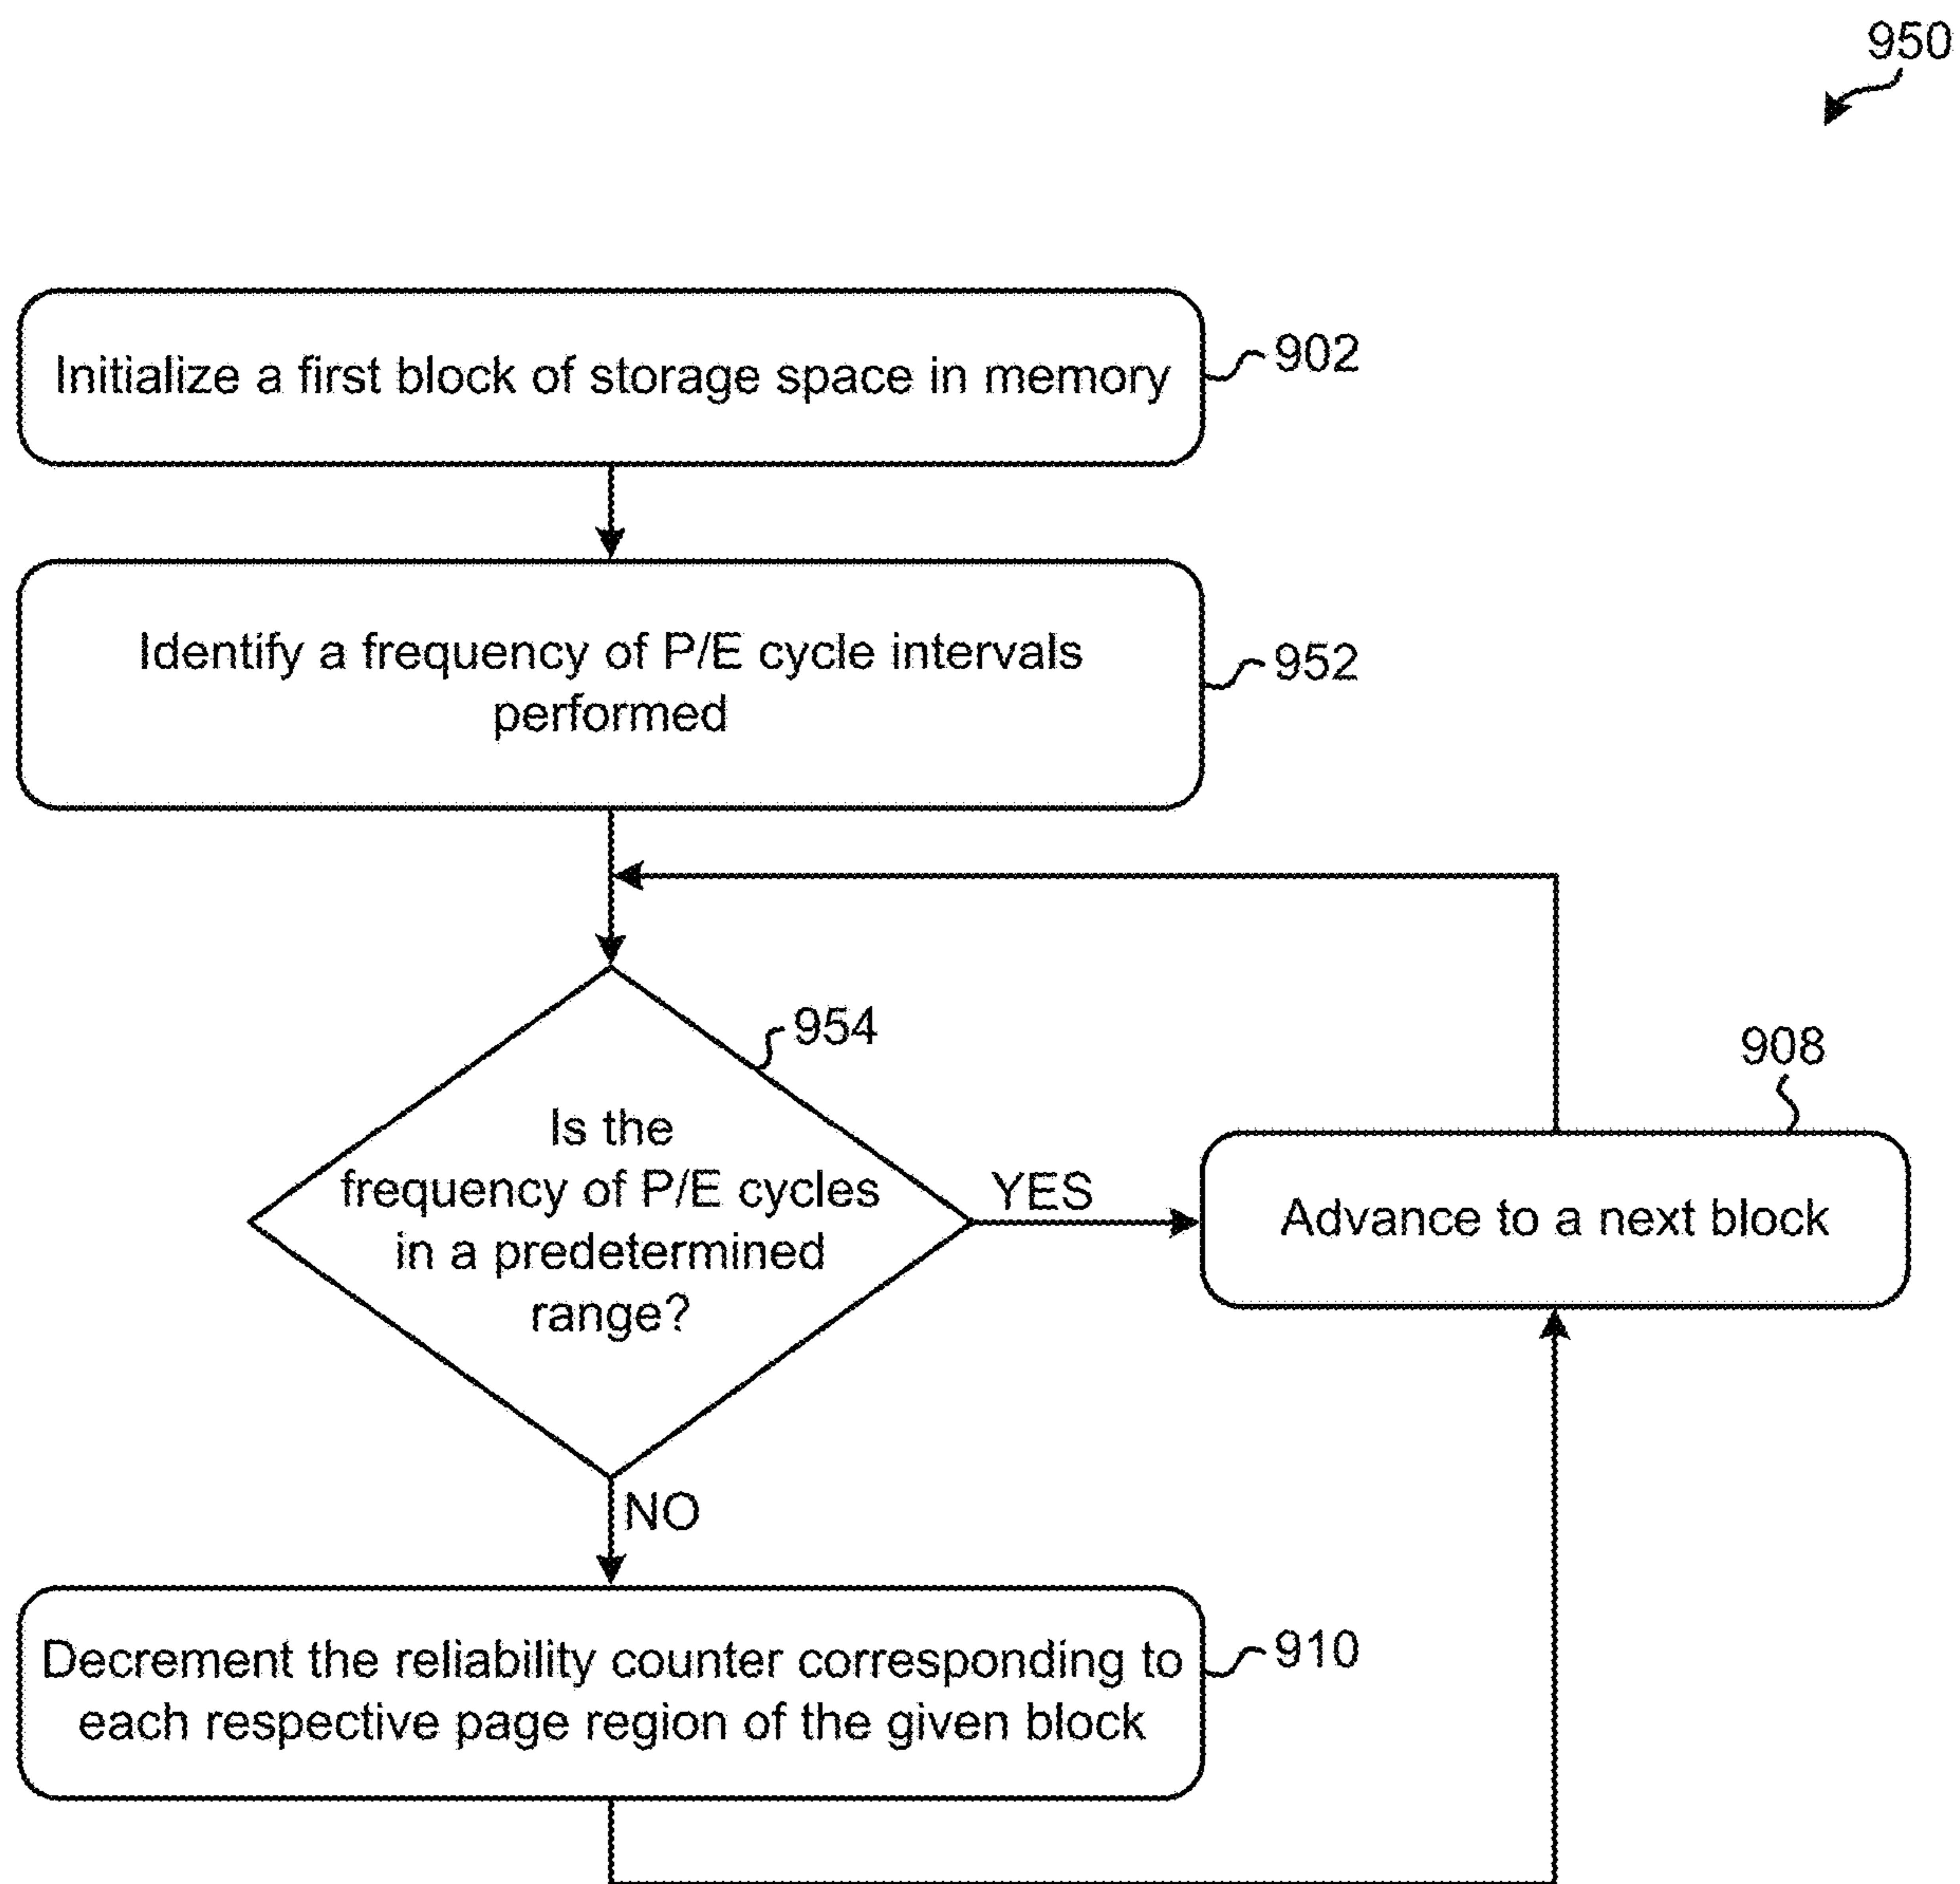 950
Initialize a first block of storage space in memory
902
Identify a frequency of P/E cycle intervals
performed
952
954
Is the
frequency of P/E cycles
in a predetermined
range?
YES
908
Advance to a next block
NO
Decrement the reliability counter corresponding to
each respective page region of the given block
910